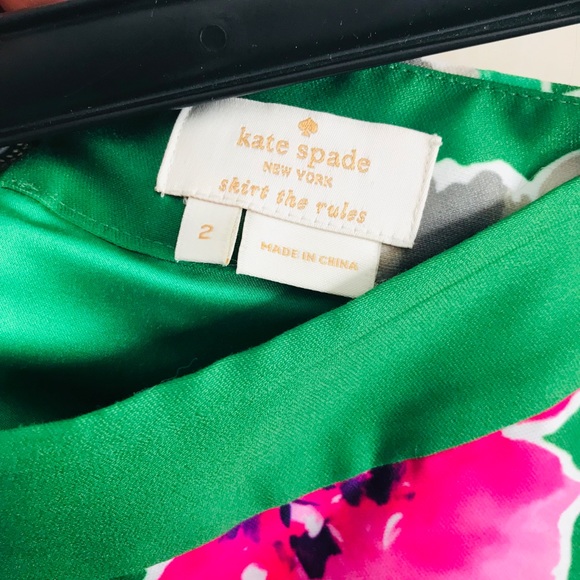 kate spade
NEW YORK
skirt the rules
2
MADE IN CHINA